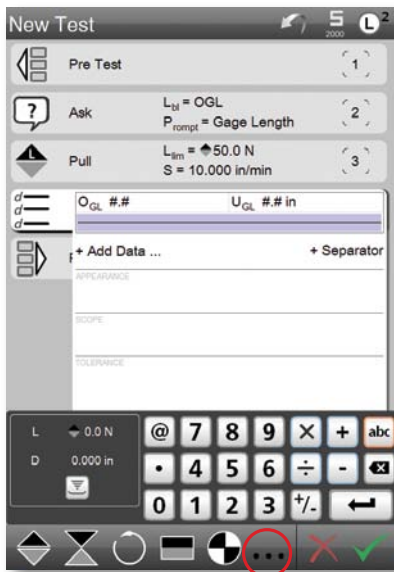 New Test 5 2000 L2
Pre Test 1
? Ask Lbl = OGL 2
Prompt = Gage Length
L Pull Llim = 50.0 N 3
S = 10.000 in/min
d OGL #.# UGL #.# in
d
d
+ Add Data ... + Separator
APPEARANCE
SCOPE
TOLERANCE
L 0.0 N @ 7 8 9 × + abc
D 0.000 in • 4 5 6 ÷ -
0 1 2 3 +/-
...